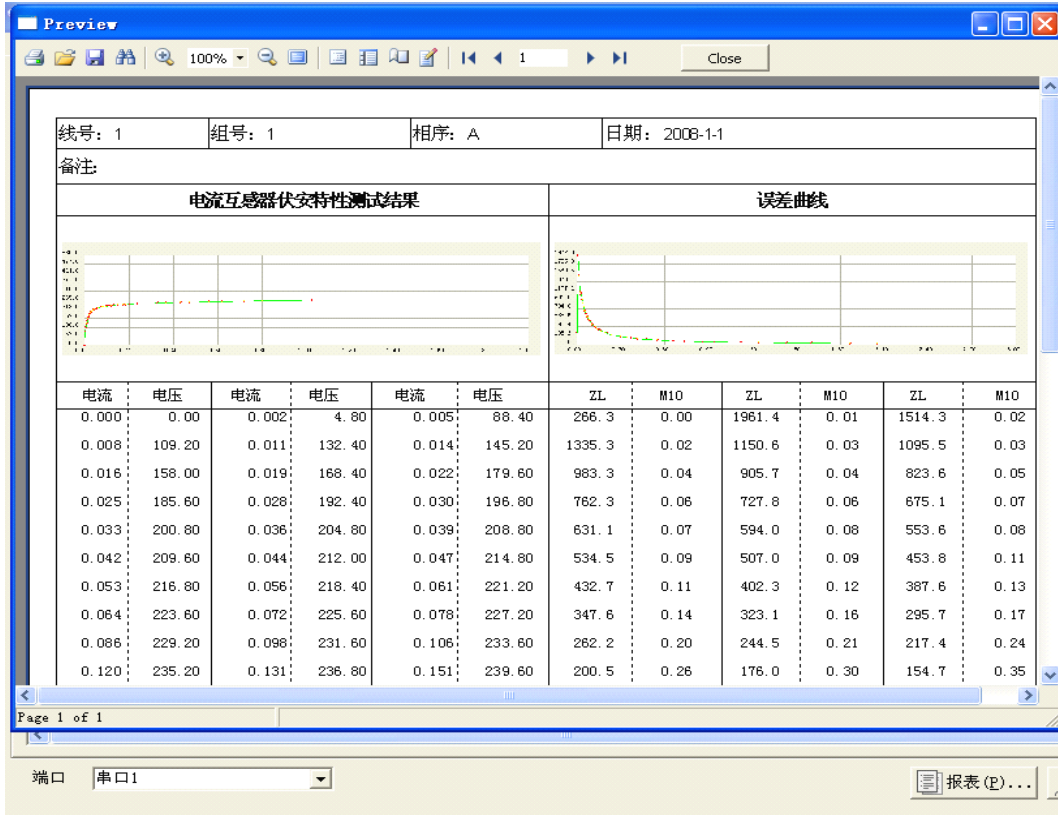 Preview
100% 1 Close
线号: 1 组号: 1 相序: A 日期: 2008-1-1
备注:
电流互感器伏安特性测试结果 误差曲线
电流 电压 电流 电压 电流 电压 ZL M10 ZL M10 ZL M10
0.000 0.00 0.002 4.80 0.005 88.40 266.3 0.00 1961.4 0.01 1514.3 0.02
0.008 109.20 0.011 132.40 0.014 145.20 1335.3 0.02 1150.6 0.03 1095.5 0.03
0.016 158.00 0.019 168.40 0.022 179.60 983.3 0.04 905.7 0.04 823.6 0.05
0.025 185.60 0.028 192.40 0.030 196.80 762.3 0.06 727.8 0.06 675.1 0.07
0.033 200.80 0.036 204.80 0.039 208.80 631.1 0.07 594.0 0.08 553.6 0.08
0.042 209.60 0.044 212.00 0.047 214.80 534.5 0.09 507.0 0.09 453.8 0.11
0.053 216.80 0.056 218.40 0.061 221.20 432.7 0.11 402.3 0.12 387.6 0.13
0.064 223.60 0.072 225.60 0.078 227.20 347.6 0.14 323.1 0.16 295.7 0.17
0.086 229.20 0.098 231.60 0.106 233.60 262.2 0.20 244.5 0.21 217.4 0.24
0.120 235.20 0.131 236.80 0.151 239.60 200.5 0.26 176.0 0.30 154.7 0.35
Page 1 of 1
端口 串口1 报表(P)...